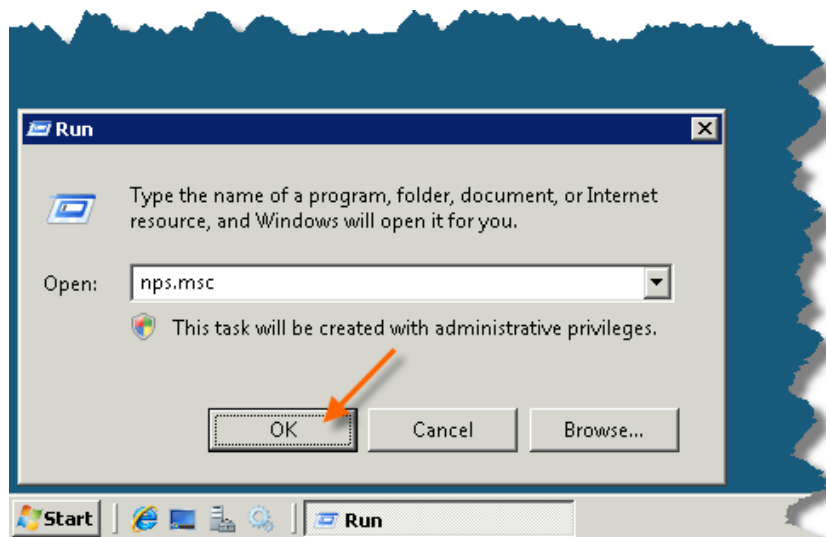 Run
Type the name of a program, folder, document, or Internet
resource, and Windows will open it for you.
Open: nps.msc
This task will be created with administrative privileges.
OK Cancel Browse...
Start Run